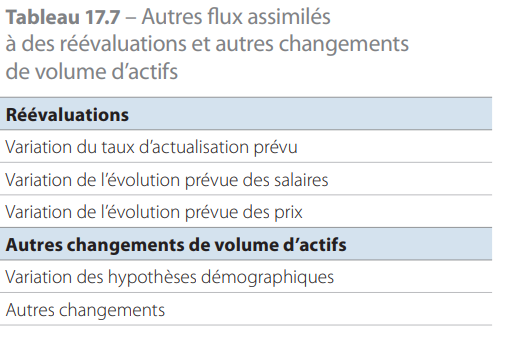 Tableau 17.7 – Autres flux assimilés
à des réévaluations et autres changements
de volume d’actifs
Réévaluations
Variation du taux d’actualisation prévu
Variation de l’évolution prévue des salaires
Variation de l’évolution prévue des prix
Autres changements de volume d’actifs
Variation des hypothèses démographiques
Autres changements